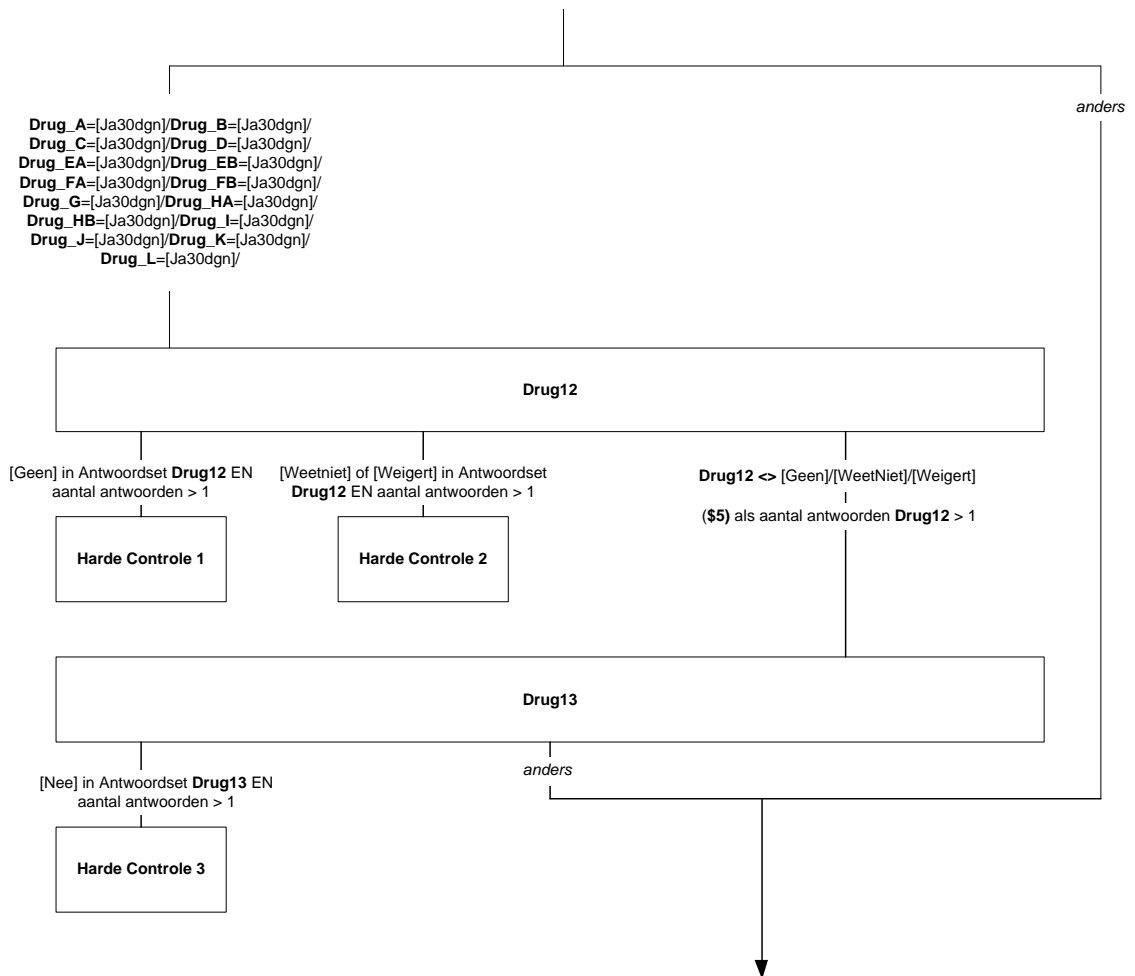 anders
Drug_A=[Ja30dgn]/Drug_B=[Ja30dgn]/
Drug_C=[Ja30dgn]/Drug_D=[Ja30dgn]/
Drug_EA=[Ja30dgn]/Drug_EB=[Ja30dgn]/
Drug_FA=[Ja30dgn]/Drug_FB=[Ja30dgn]/
Drug_G=[Ja30dgn]/Drug_HA=[Ja30dgn]/
Drug_HB=[Ja30dgn]/Drug_I=[Ja30dgn]/
Drug_J=[Ja30dgn]/Drug_K=[Ja30dgn]/
Drug_L=[Ja30dgn]/
Drug12
[Geen] in Antwoordset Drug12 EN
aantal antwoorden > 1
[Weetniet] of [Weigert] in Antwoordset
Drug12 EN aantal antwoorden > 1
Drug12 <> [Geen]/[WeetNiet]/[Weigert]
($5) als aantal antwoorden Drug12 > 1
Harde Controle 1
Harde Controle 2
Drug13
[Nee] in Antwoordset Drug13 EN
aantal antwoorden > 1
anders
Harde Controle 3